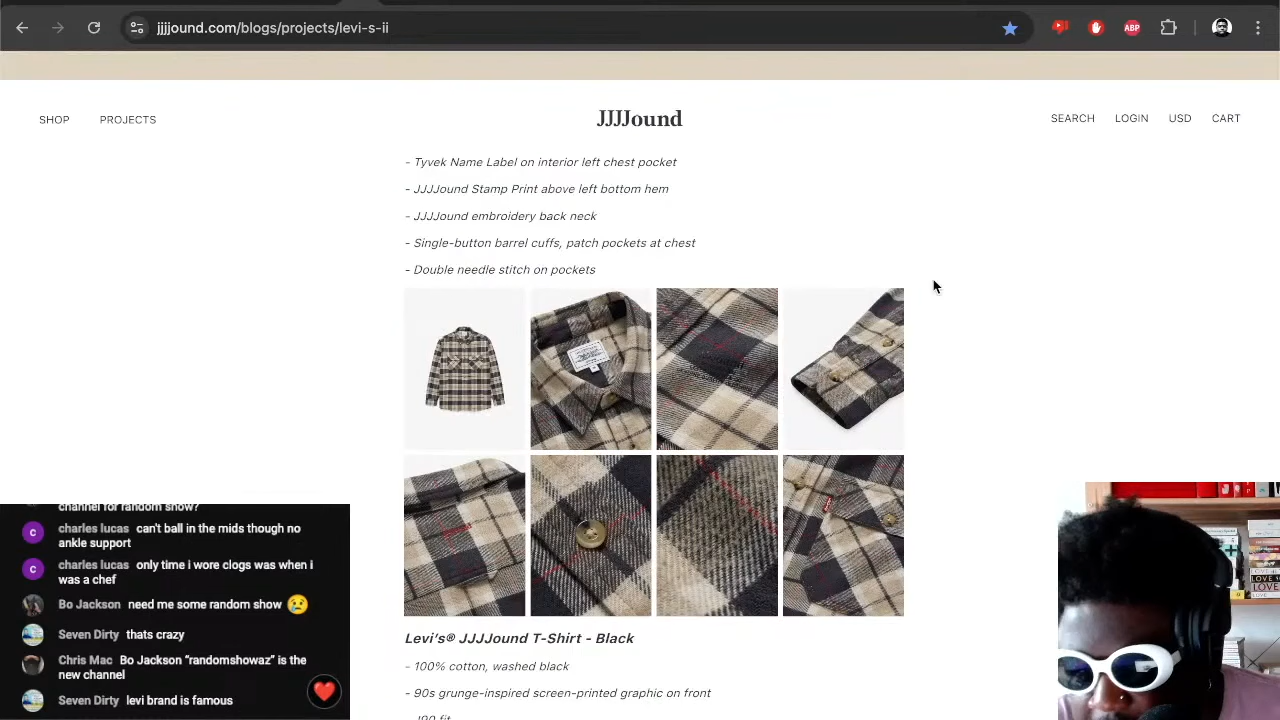 jjjjound.com/blogs/projects/levi-s-ii
ABP
SHOP PROJECTS JJJJound SEARCH LOGIN USD CART
- Tyvek Name Label on interior left chest pocket
- JJJJound Stamp Print above left bottom hem
- JJJJound embroidery back neck
- Single-button barrel cuffs, patch pockets at chest
- Double needle stitch on pockets
Levi's® JJJJound T-Shirt - Black
- 100% cotton, washed black
- 90s grunge-inspired screen-printed graphic on front
- J90 fit
channel for random show?
C charles lucas can't ball in the mids though no
ankle support
C charles lucas only time i wore clogs was when i
was a chef
Bo Jackson need me some random show 😢
Seven Dirty thats crazy
Chris Mac Bo Jackson “randomshowaz” is the
new channel
Seven Dirty levi brand is famous
LOVE
LOVE